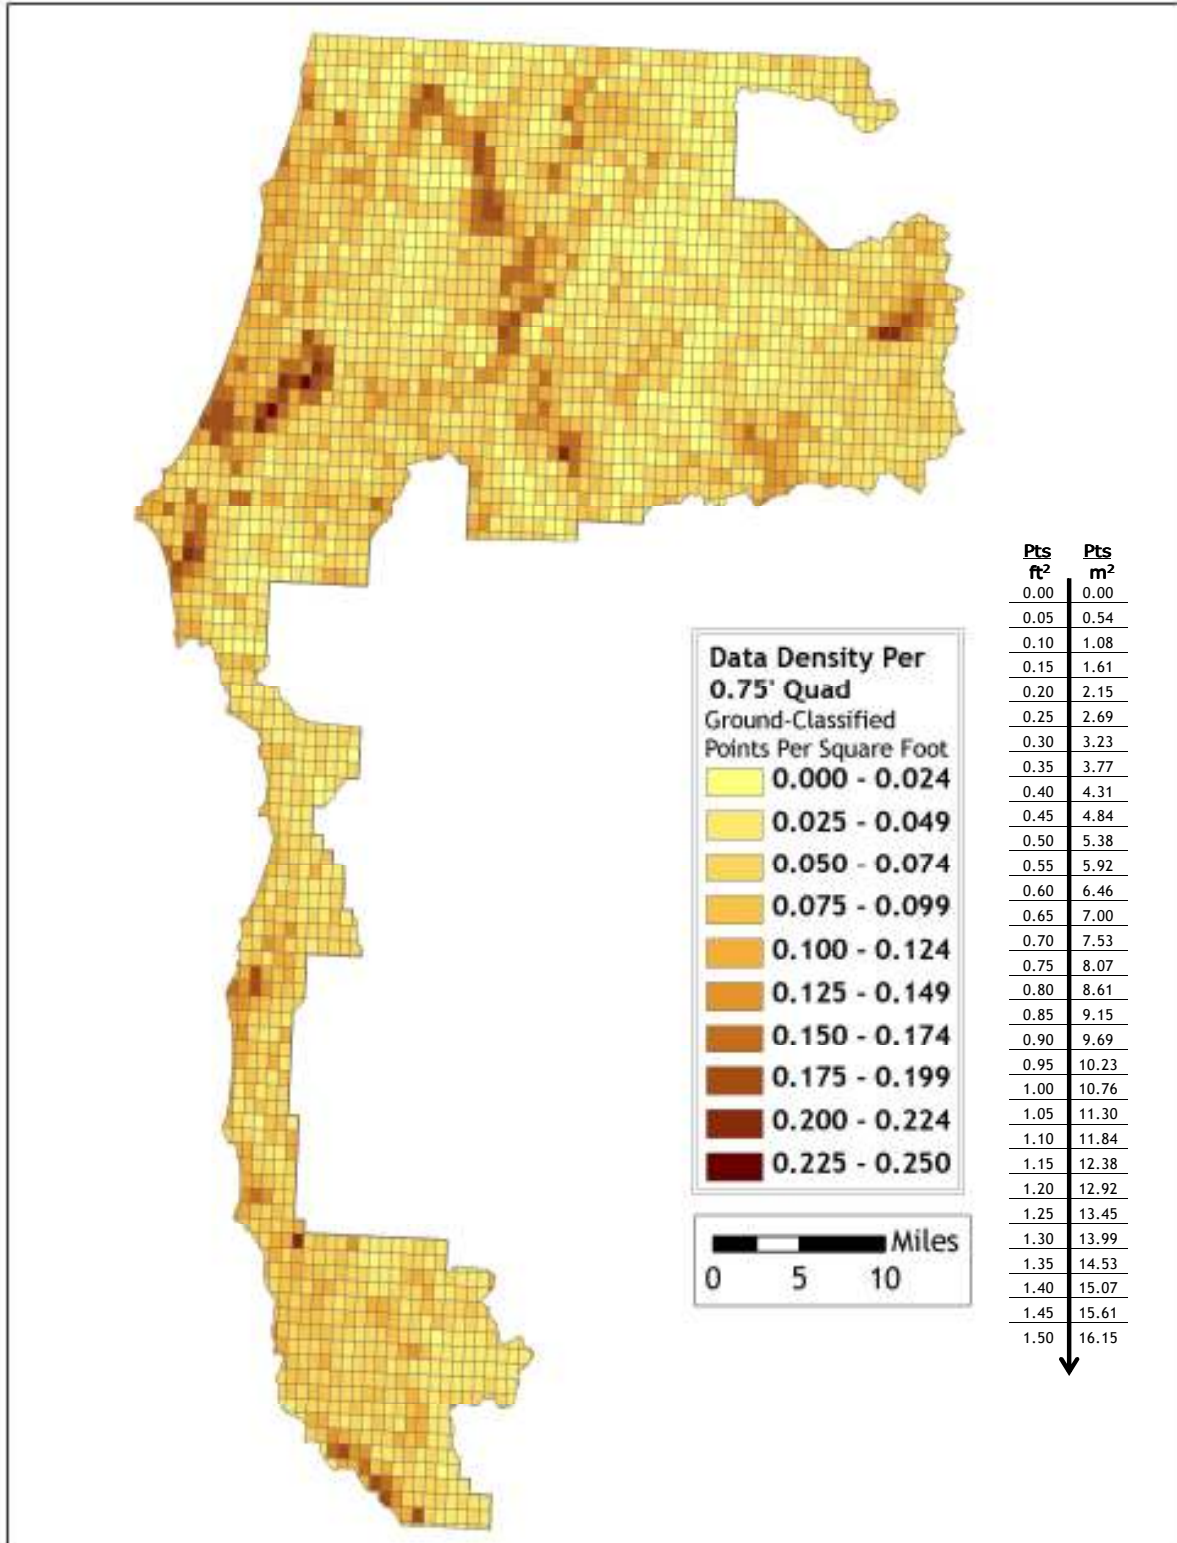 Pts Pts
ft² m²
0.00 0.00
0.05 0.54
0.10 1.08
0.15 1.61
0.20 2.15
0.25 2.69
0.30 3.23
0.35 3.77
0.40 4.31
0.45 4.84
0.50 5.38
0.55 5.92
0.60 6.46
0.65 7.00
0.70 7.53
0.75 8.07
0.80 8.61
0.85 9.15
0.90 9.69
0.95 10.23
1.00 10.76
1.05 11.30
1.10 11.84
1.15 12.38
1.20 12.92
1.25 13.45
1.30 13.99
1.35 14.53
1.40 15.07
1.45 15.61
1.50 16.15
Data Density Per
0.75' Quad
Ground-Classified
Points Per Square Foot
0.000 - 0.024
0.025 - 0.049
0.050 - 0.074
0.075 - 0.099
0.100 - 0.124
0.125 - 0.149
0.150 - 0.174
0.175 - 0.199
0.200 - 0.224
0.225 - 0.250
Miles
0 5 10